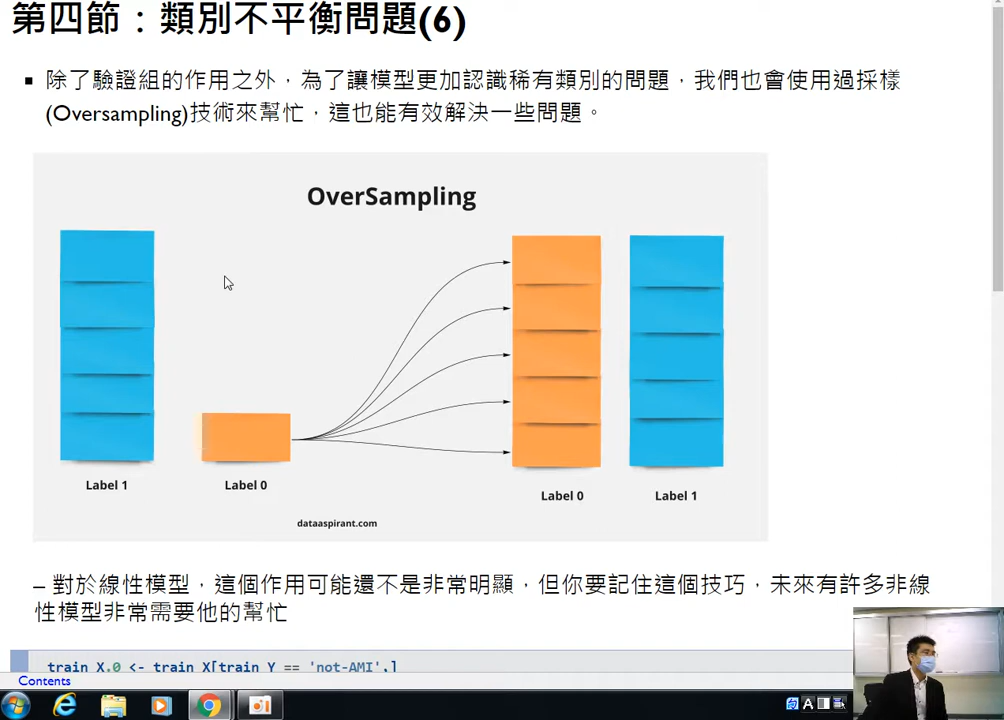 第四節：類別不平衡問題(6)
▪ 除了驗證組的作用之外，為了讓模型更加認識稀有類別的問題，我們也會使用過採樣
(Oversampling)技術來幫忙，這也能有效解決一些問題。
OverSampling
Label 1
Label 0
Label 0
Label 1
dataaspirant.com
– 對於線性模型，這個作用可能還不是非常明顯，但你要記住這個技巧，未來有許多非線
性模型非常需要他的幫忙
train_X.0 <- train_X[train_Y == 'not-AMI',]
Contents